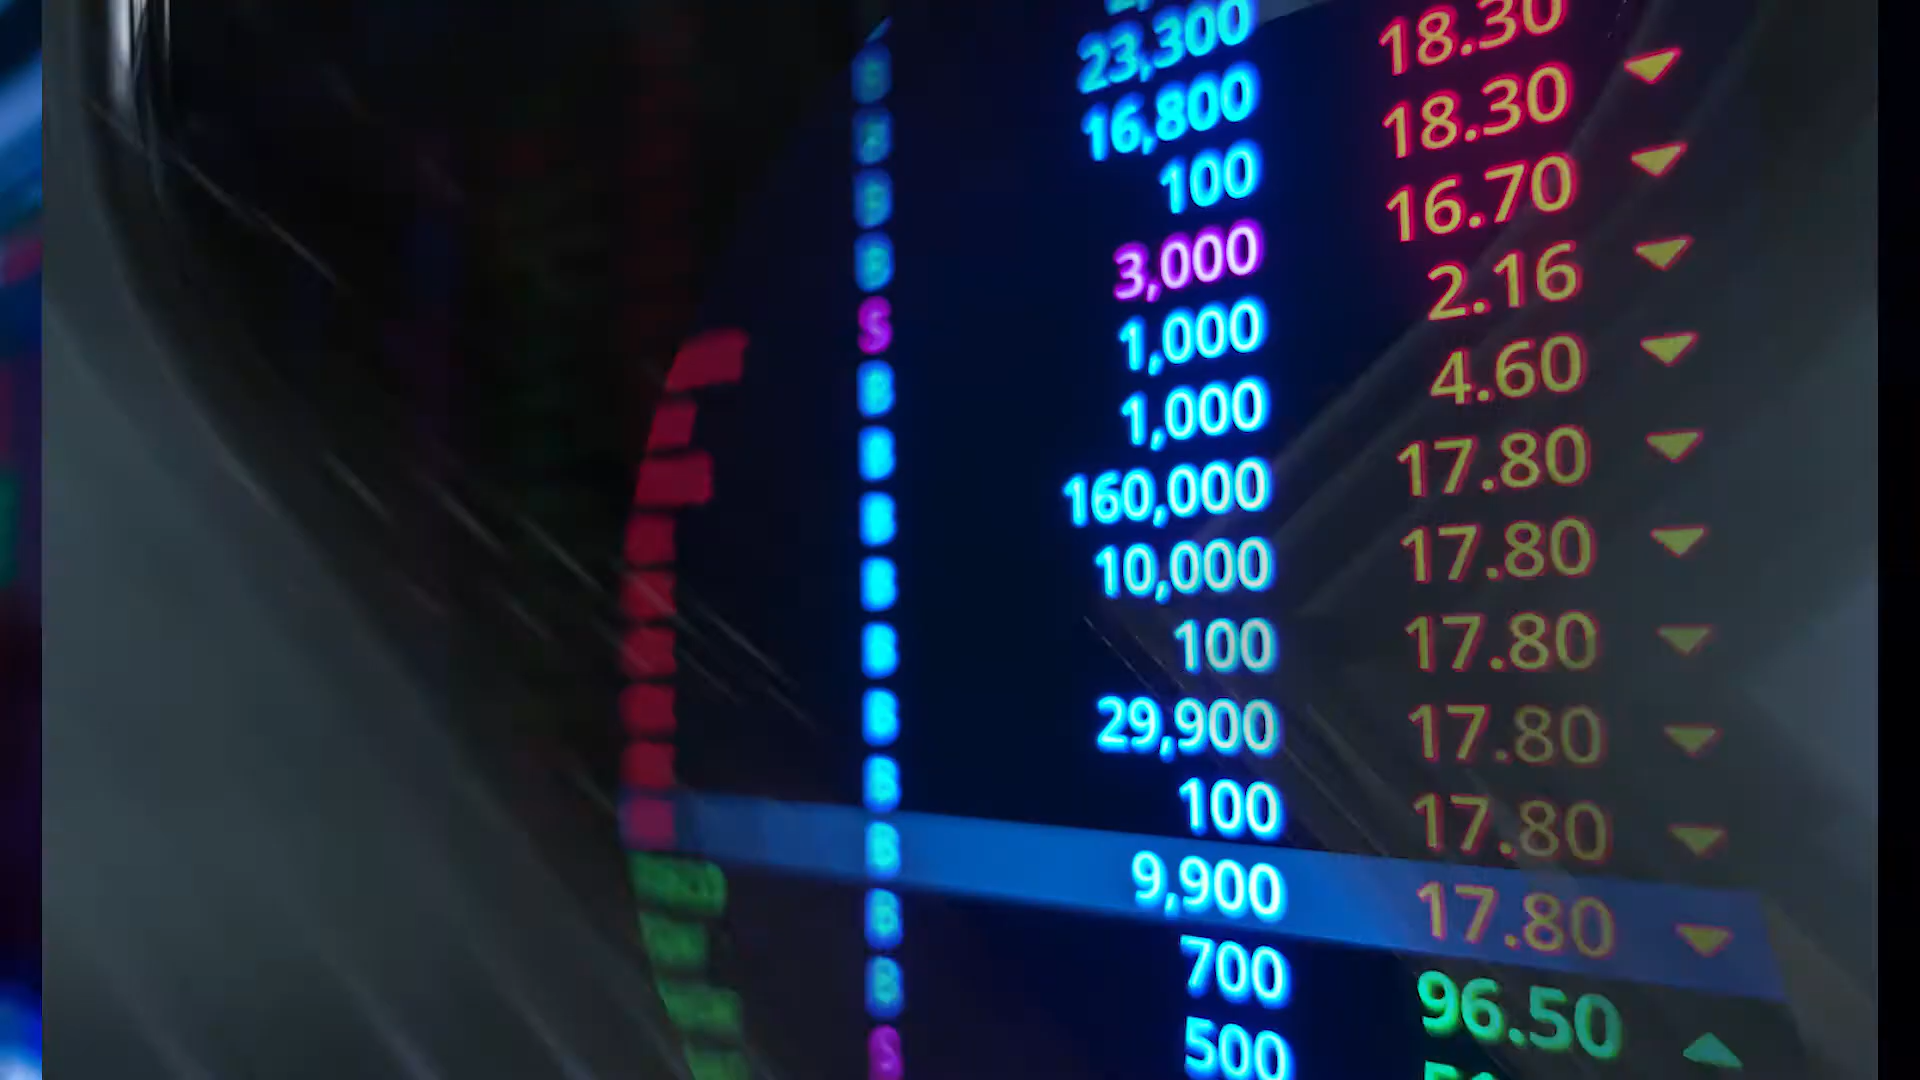 B
B 23,300
B 16,800 18.30
B 100 18.30 ▼
S 3,000 16.70 ▼
B 1,000 2.16 ▼
B 1,000 4.60 ▼
B 160,000 17.80 ▼
B 10,000 17.80 ▼
B 100 17.80 ▼
B 29,900 17.80 ▼
B 100 17.80 ▼
B 9,900 17.80 ▼
B 700 96.50 ▲
B 500
S